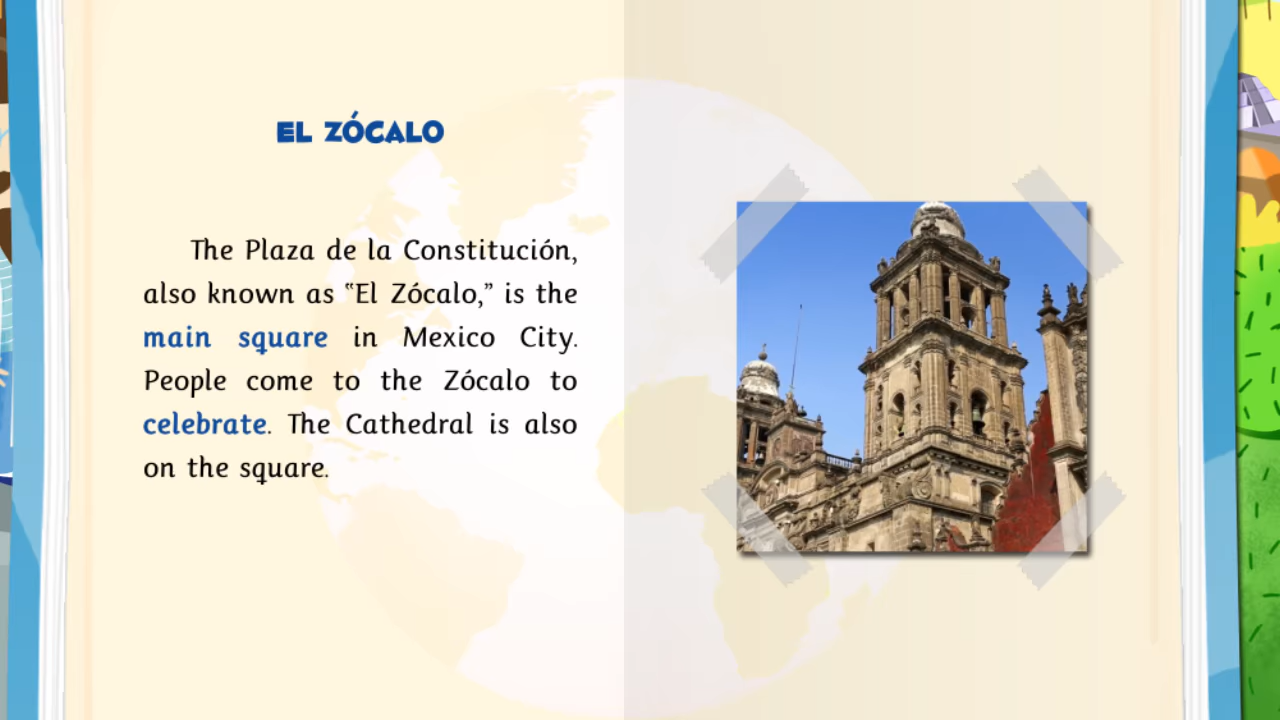 EL ZÓCALO
The Plaza de la Constitución,
also known as “El Zócalo,” is the
main square in Mexico City.
People come to the Zócalo to
celebrate. The Cathedral is also
on the square.